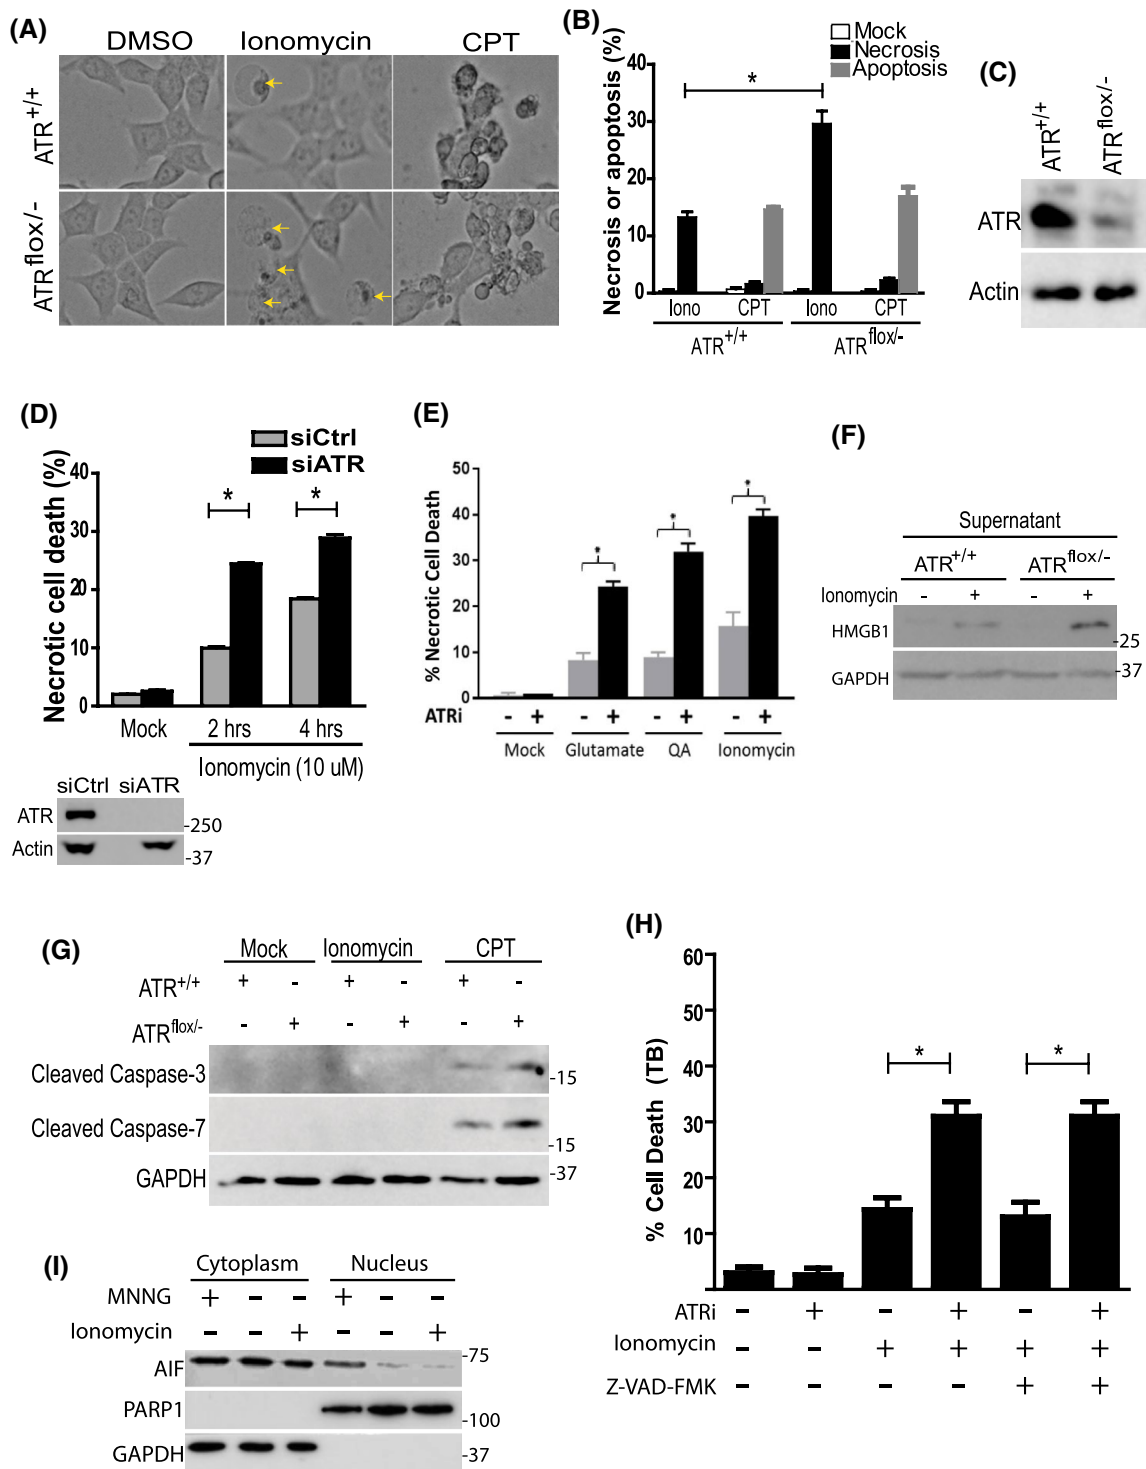 (A)
DMSO Ionomycin CPT
ATR+/+
ATRflox/-
(B)
Mock
Necrosis
Apoptosis
Necrosis or apoptosis (%)
40
30
20
10
0
*
Iono CPT Iono CPT
ATR+/+ ATRflox/-
(C)
ATR+/+ ATRflox/-
ATR
Actin
(D)
siCtrl
siATR
Necrotic cell death (%)
40
30
20
10
0
* *
Mock 2 hrs 4 hrs
Ionomycin (10 uM)
siCtrl siATR
ATR -250
Actin -37
(E)
% Necrotic Cell Death
50
40
30
20
10
0
* * *
ATRi - + - + - + - +
Mock Glutamate QA Ionomycin
(F)
Supernatant
ATR+/+ ATRflox/-
Ionomycin - + - +
HMGB1 -25
GAPDH -37
(G)
Mock Ionomycin CPT
ATR+/+ + - + - + -
ATRflox/- - + - + - +
Cleaved Caspase-3 -15
Cleaved Caspase-7 -15
GAPDH -37
(H)
% Cell Death (TB)
60
50
40
30
20
10
* *
ATRi - + - + - +
Ionomycin - - + + + +
Z-VAD-FMK - - - - + +
(I)
Cytoplasm Nucleus
MNNG + - - + - -
Ionomycin - - + - - +
AIF -75
PARP1 -100
GAPDH -37